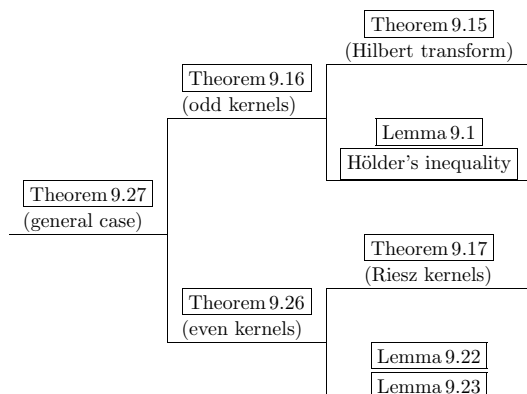 Theorem 9.15
(Hilbert transform)
Theorem 9.16
(odd kernels)
Lemma 9.1
Hölder's inequality
Theorem 9.27
(general case)
Theorem 9.17
(Riesz kernels)
Theorem 9.26
(even kernels)
Lemma 9.22
Lemma 9.23